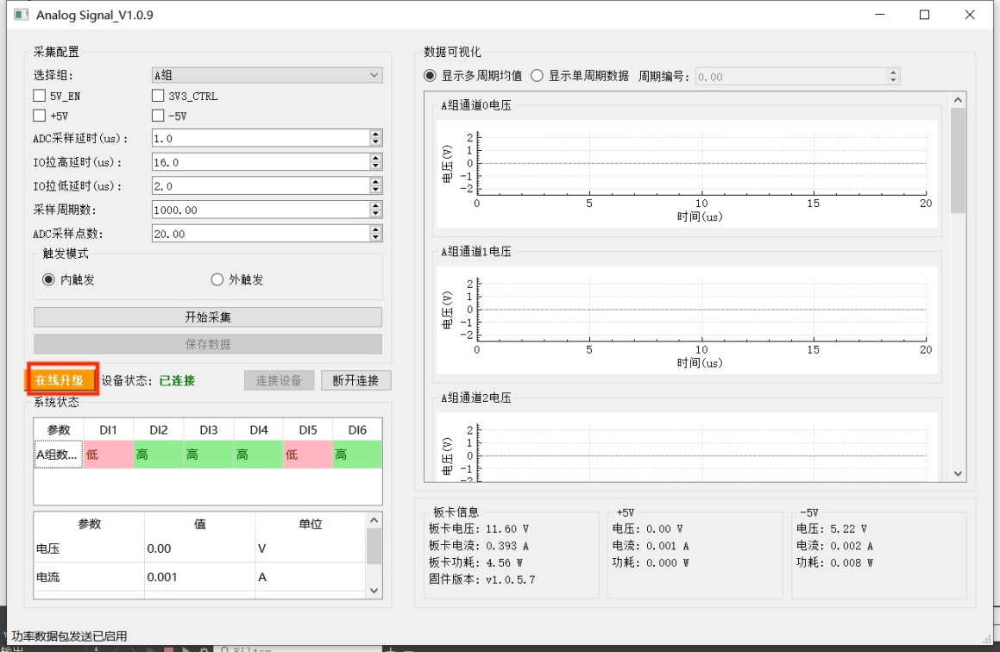 Analog Signal_V1.0.9
采集配置
选择组: A组
5V_EN 3V3_CTRL
+5V -5V
ADC采样延时(us): 1.0
IO拉高延时(us): 16.0
IO拉低延时(us): 2.0
采样周期数: 1000.00
ADC采样点数: 20.00
触发模式
内触发 外触发
开始采集
保存数据
在线升级 设备状态: 已连接 连接设备 断开连接
系统状态
参数 DI1 DI2 DI3 DI4 DI5 DI6
A组数... 低 高 高 高 低 高
参数 值 单位
电压 0.00 V
电流 0.001 A
数据可视化
显示多周期均值 显示单周期数据 周期编号: 0.00
A组通道0电压
电压(V)
2
1
0
-1
-2
0 5 10 15 20
时间(us)
A组通道1电压
电压(V)
2
1
0
-1
-2
0 5 10 15 20
时间(us)
A组通道2电压
电压(V)
2
1
0
-1
-2
板卡信息
板卡电压: 11.60 V
板卡电流: 0.393 A
板卡功耗: 4.56 W
固件版本: v1.0.5.7
+5V
电压: 0.00 V
电流: 0.001 A
功耗: 0.000 W
-5V
电压: 5.22 V
电流: 0.002 A
功耗: 0.008 W
功率数据包发送已启用
输出 Filter